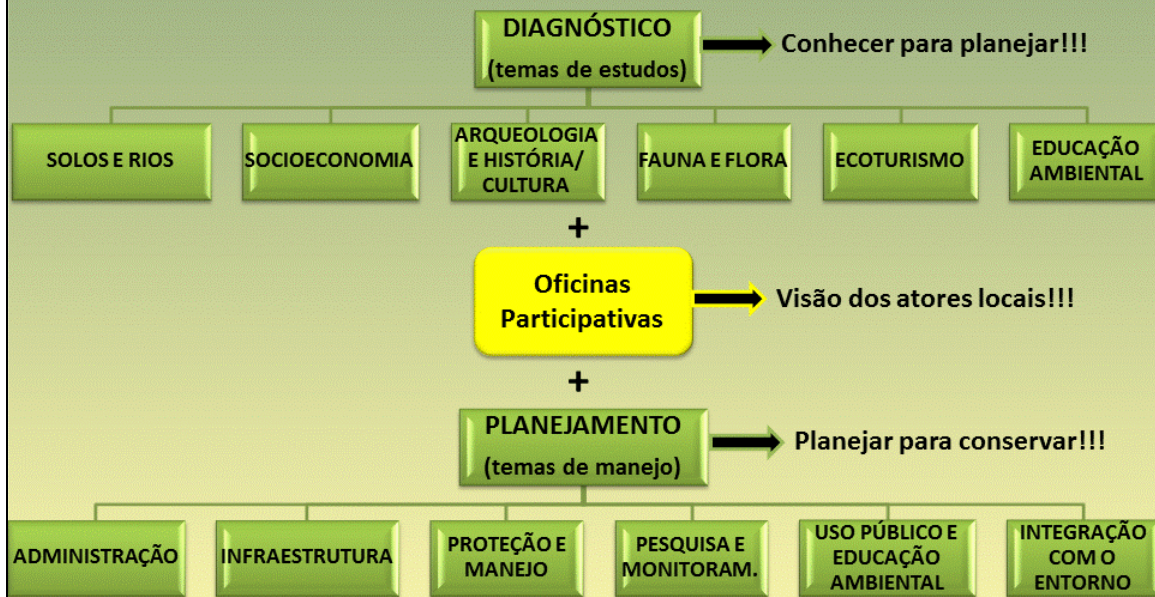 DIAGNÓSTICO
(temas de estudos)
Conhecer para planejar!!!
SOLOS E RIOS
SOCIOECONOMIA
ARQUEOLOGIA
E HISTÓRIA/
CULTURA
FAUNA E FLORA
ECOTURISMO
EDUCAÇÃO
AMBIENTAL
+
Oficinas
Participativas
Visão dos atores locais!!!
+
PLANEJAMENTO
(temas de manejo)
Planejar para conservar!!!
ADMINISTRAÇÃO
INFRAESTRUTURA
PROTEÇÃO E
MANEJO
PESQUISA E
MONITORAM.
USO PÚBLICO E
EDUCAÇÃO
AMBIENTAL
INTEGRAÇÃO
COM O
ENTORNO